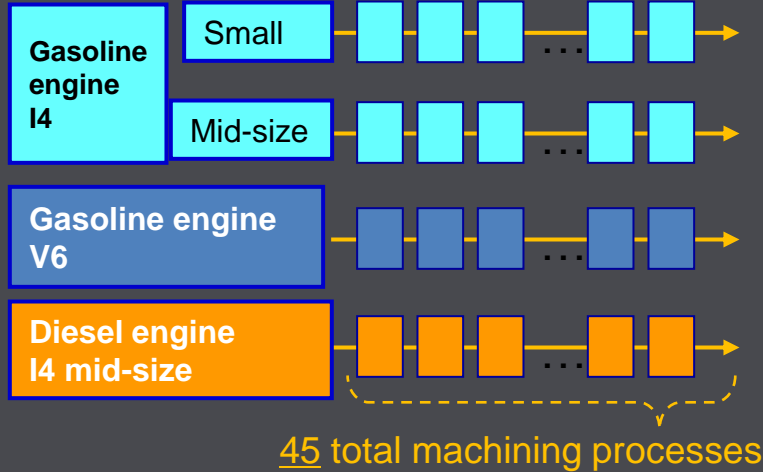 Gasoline
engine
I4
Small
...
Mid-size
...
Gasoline engine
V6
...
Diesel engine
I4 mid-size
...
45 total machining processes